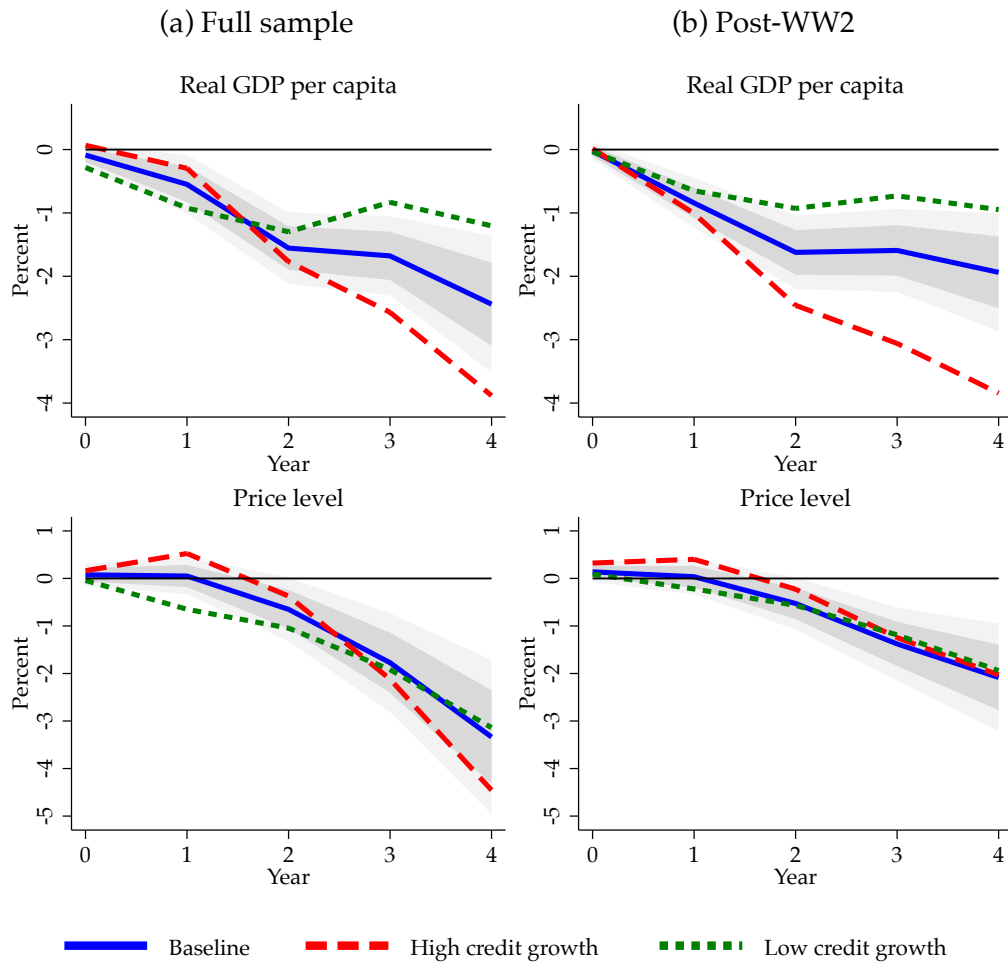 (a) Full sample
(b) Post-WW2
Real GDP per capita
Percent
0
-1
-2
-3
-4
0 1 2 3 4
Year
Real GDP per capita
Percent
0
-1
-2
-3
-4
0 1 2 3 4
Year
Price level
Percent
1
0
-1
-2
-3
-4
-5
0 1 2 3 4
Year
Price level
Percent
1
0
-1
-2
-3
-4
-5
0 1 2 3 4
Year
Baseline High credit growth Low credit growth